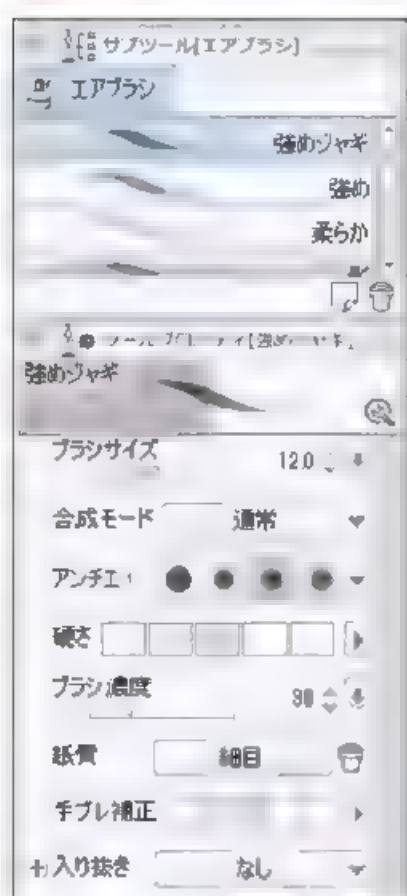 サブツール[エアブラシ]
エアブラシ
強めジャギ
強め
柔らか
強めジャギ
ブラシサイズ 12.0
合成モード 通常
アンチエ
硬さ
ブラシ濃度 30
紙質 細目
手ブレ補正
入り抜き なし